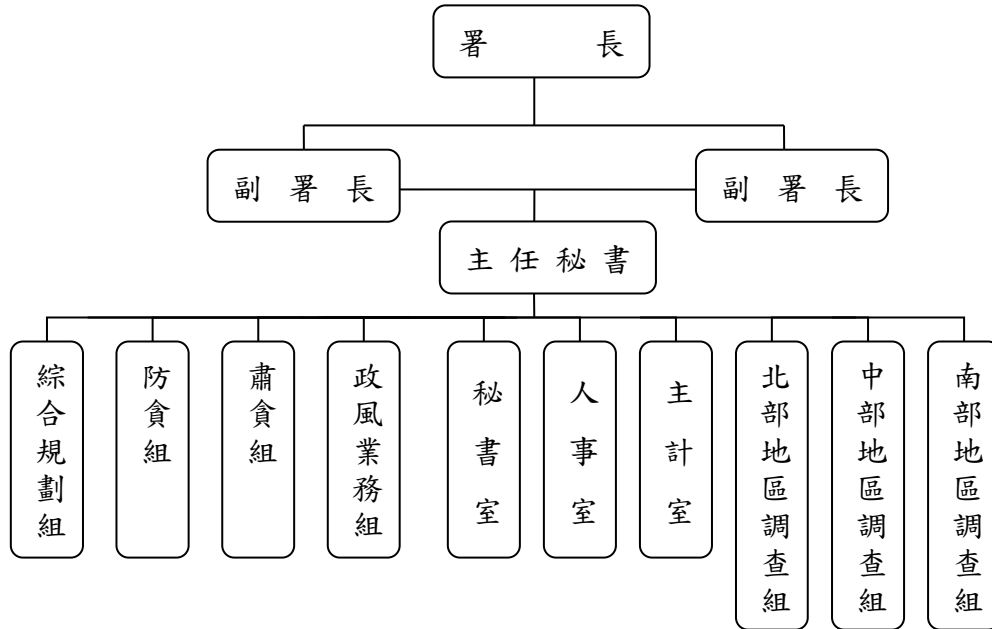 署長
副署長
副署長
主任秘書
綜合規劃組
防貪組
肅貪組
政風業務組
秘書室
人事室
主計室
北部地區調查組
中部地區調查組
南部地區調查組